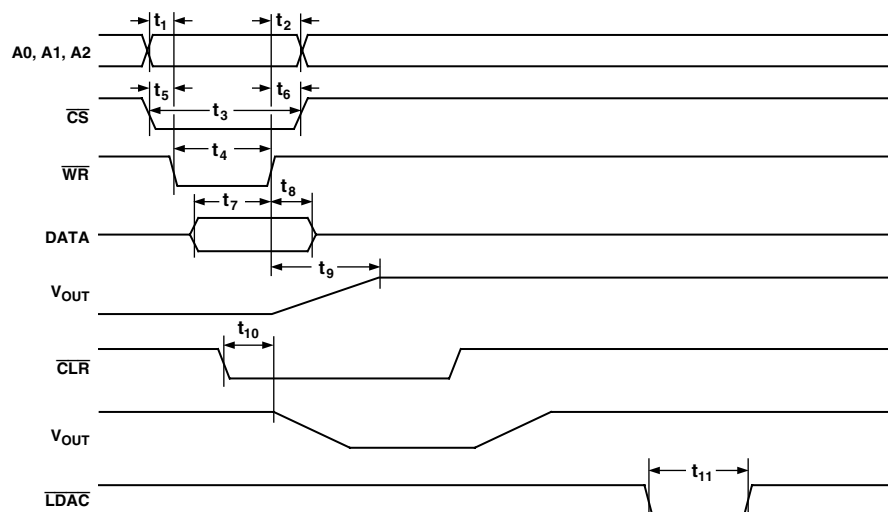 t1 t2
A0, A1, A2
t5 t6
t3
CS
t4
WR
t7 t8
DATA
t9
VOUT
t10
CLR
VOUT
t11
LDAC